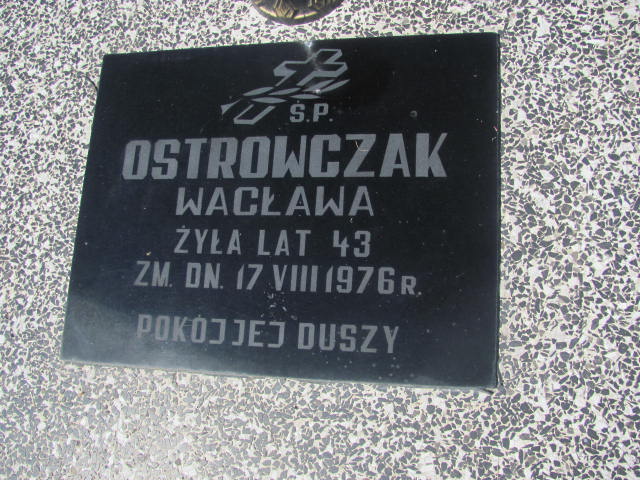 Ś.P.
OSTROWCZAK
WACŁAWA
ŻYŁA LAT 43
ZM. DN. 17 VIII 1976 R.
POKÓJ JEJ DUSZY